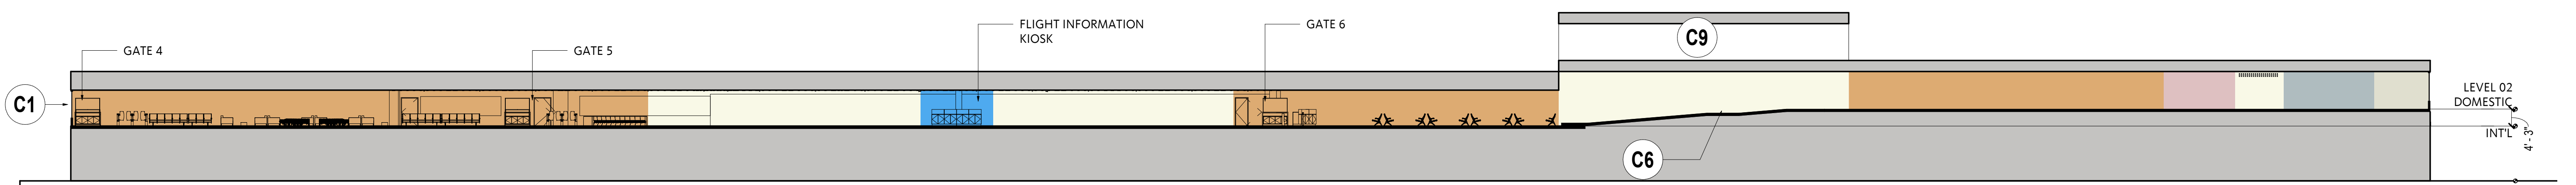 GATE 4
GATE 5
FLIGHT INFORMATION
KIOSK
GATE 6
C9
C1
C6
LEVEL 02
DOMESTIC
INT'L
4' - 3"